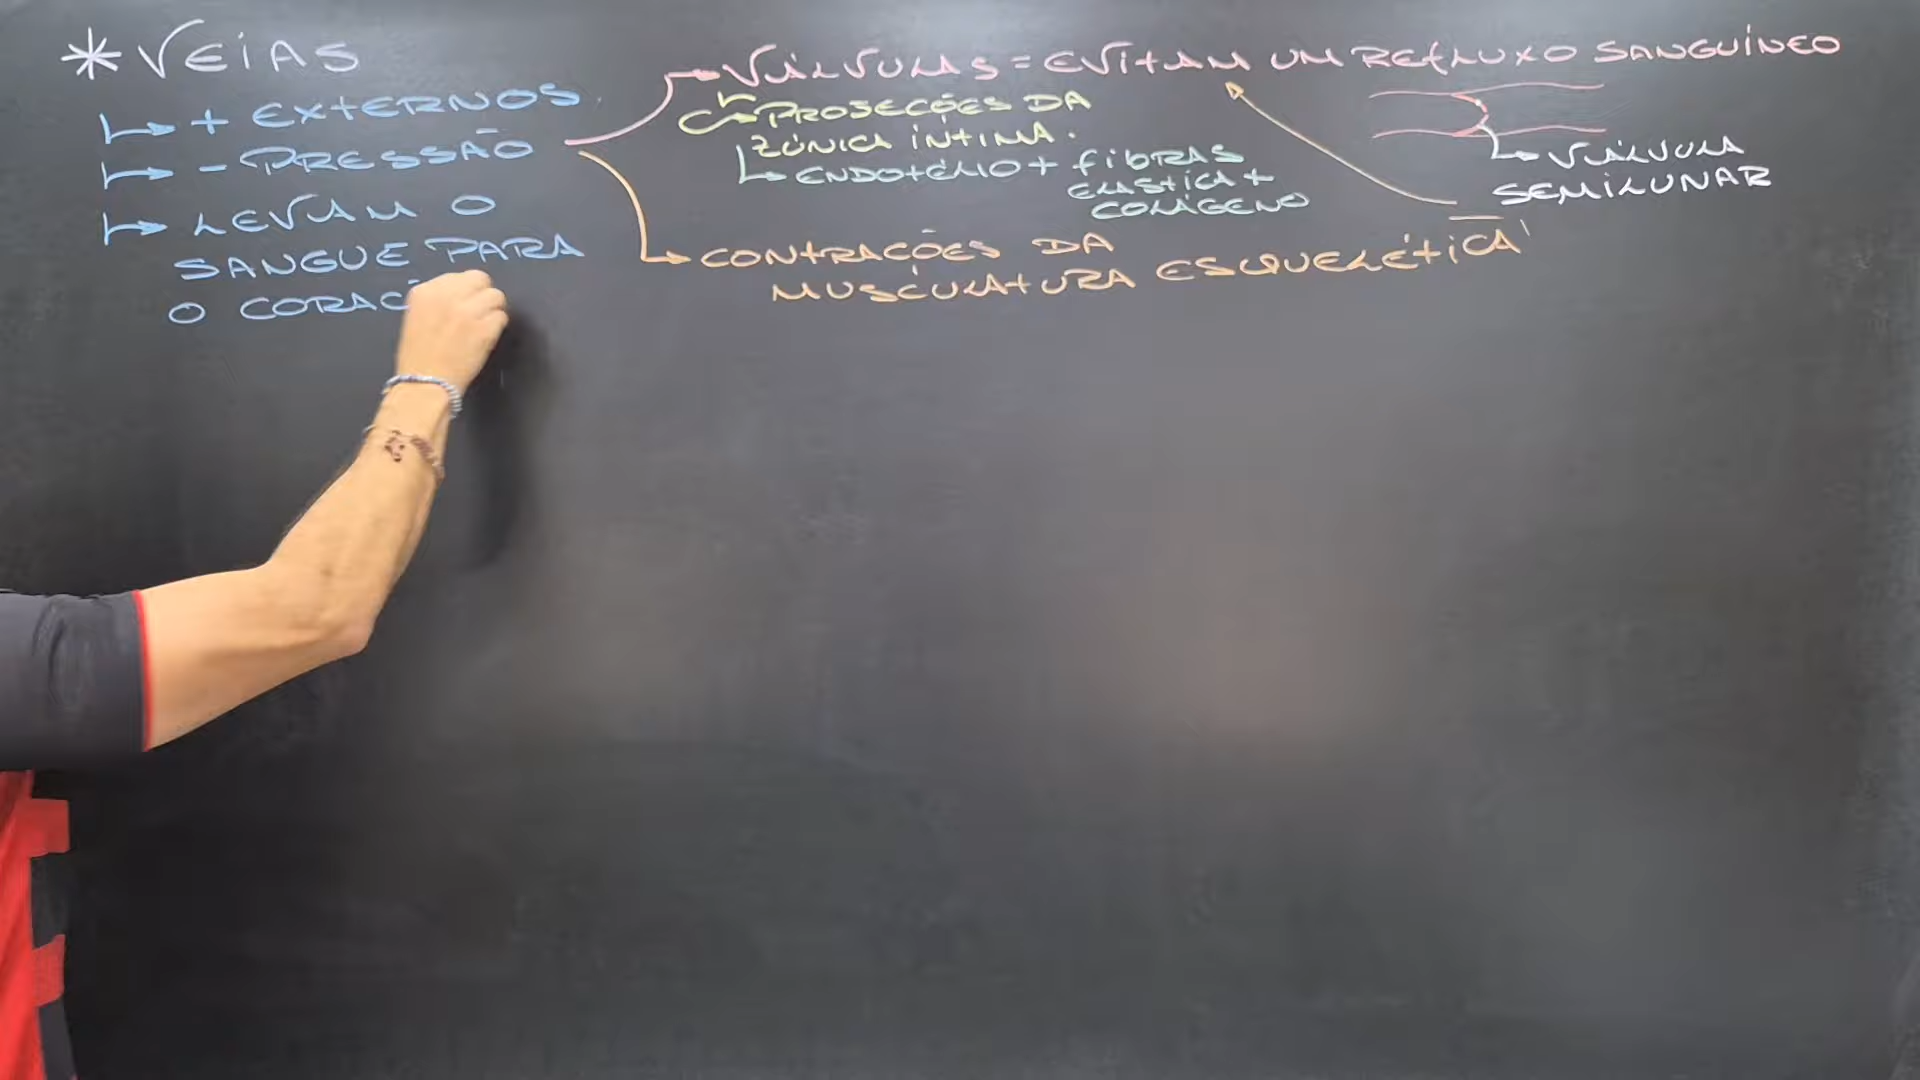 * VEIAS
+ EXTERNOS
- PRESSÃO
LEVAM O
SANGUE PARA
O CORAÇ
VÁLVULAS = EVITAM UM REFLUXO SANGUÍNEO
PROJEÇÕES DA
TÚNICA ÍNTIMA.
ENDOTÉLIO + FIBRAS
ELÁSTICA +
COLÁGENO
VÁLVULA
SEMILUNAR
CONTRAÇÕES DA
MUSCULATURA ESQUELÉTICA